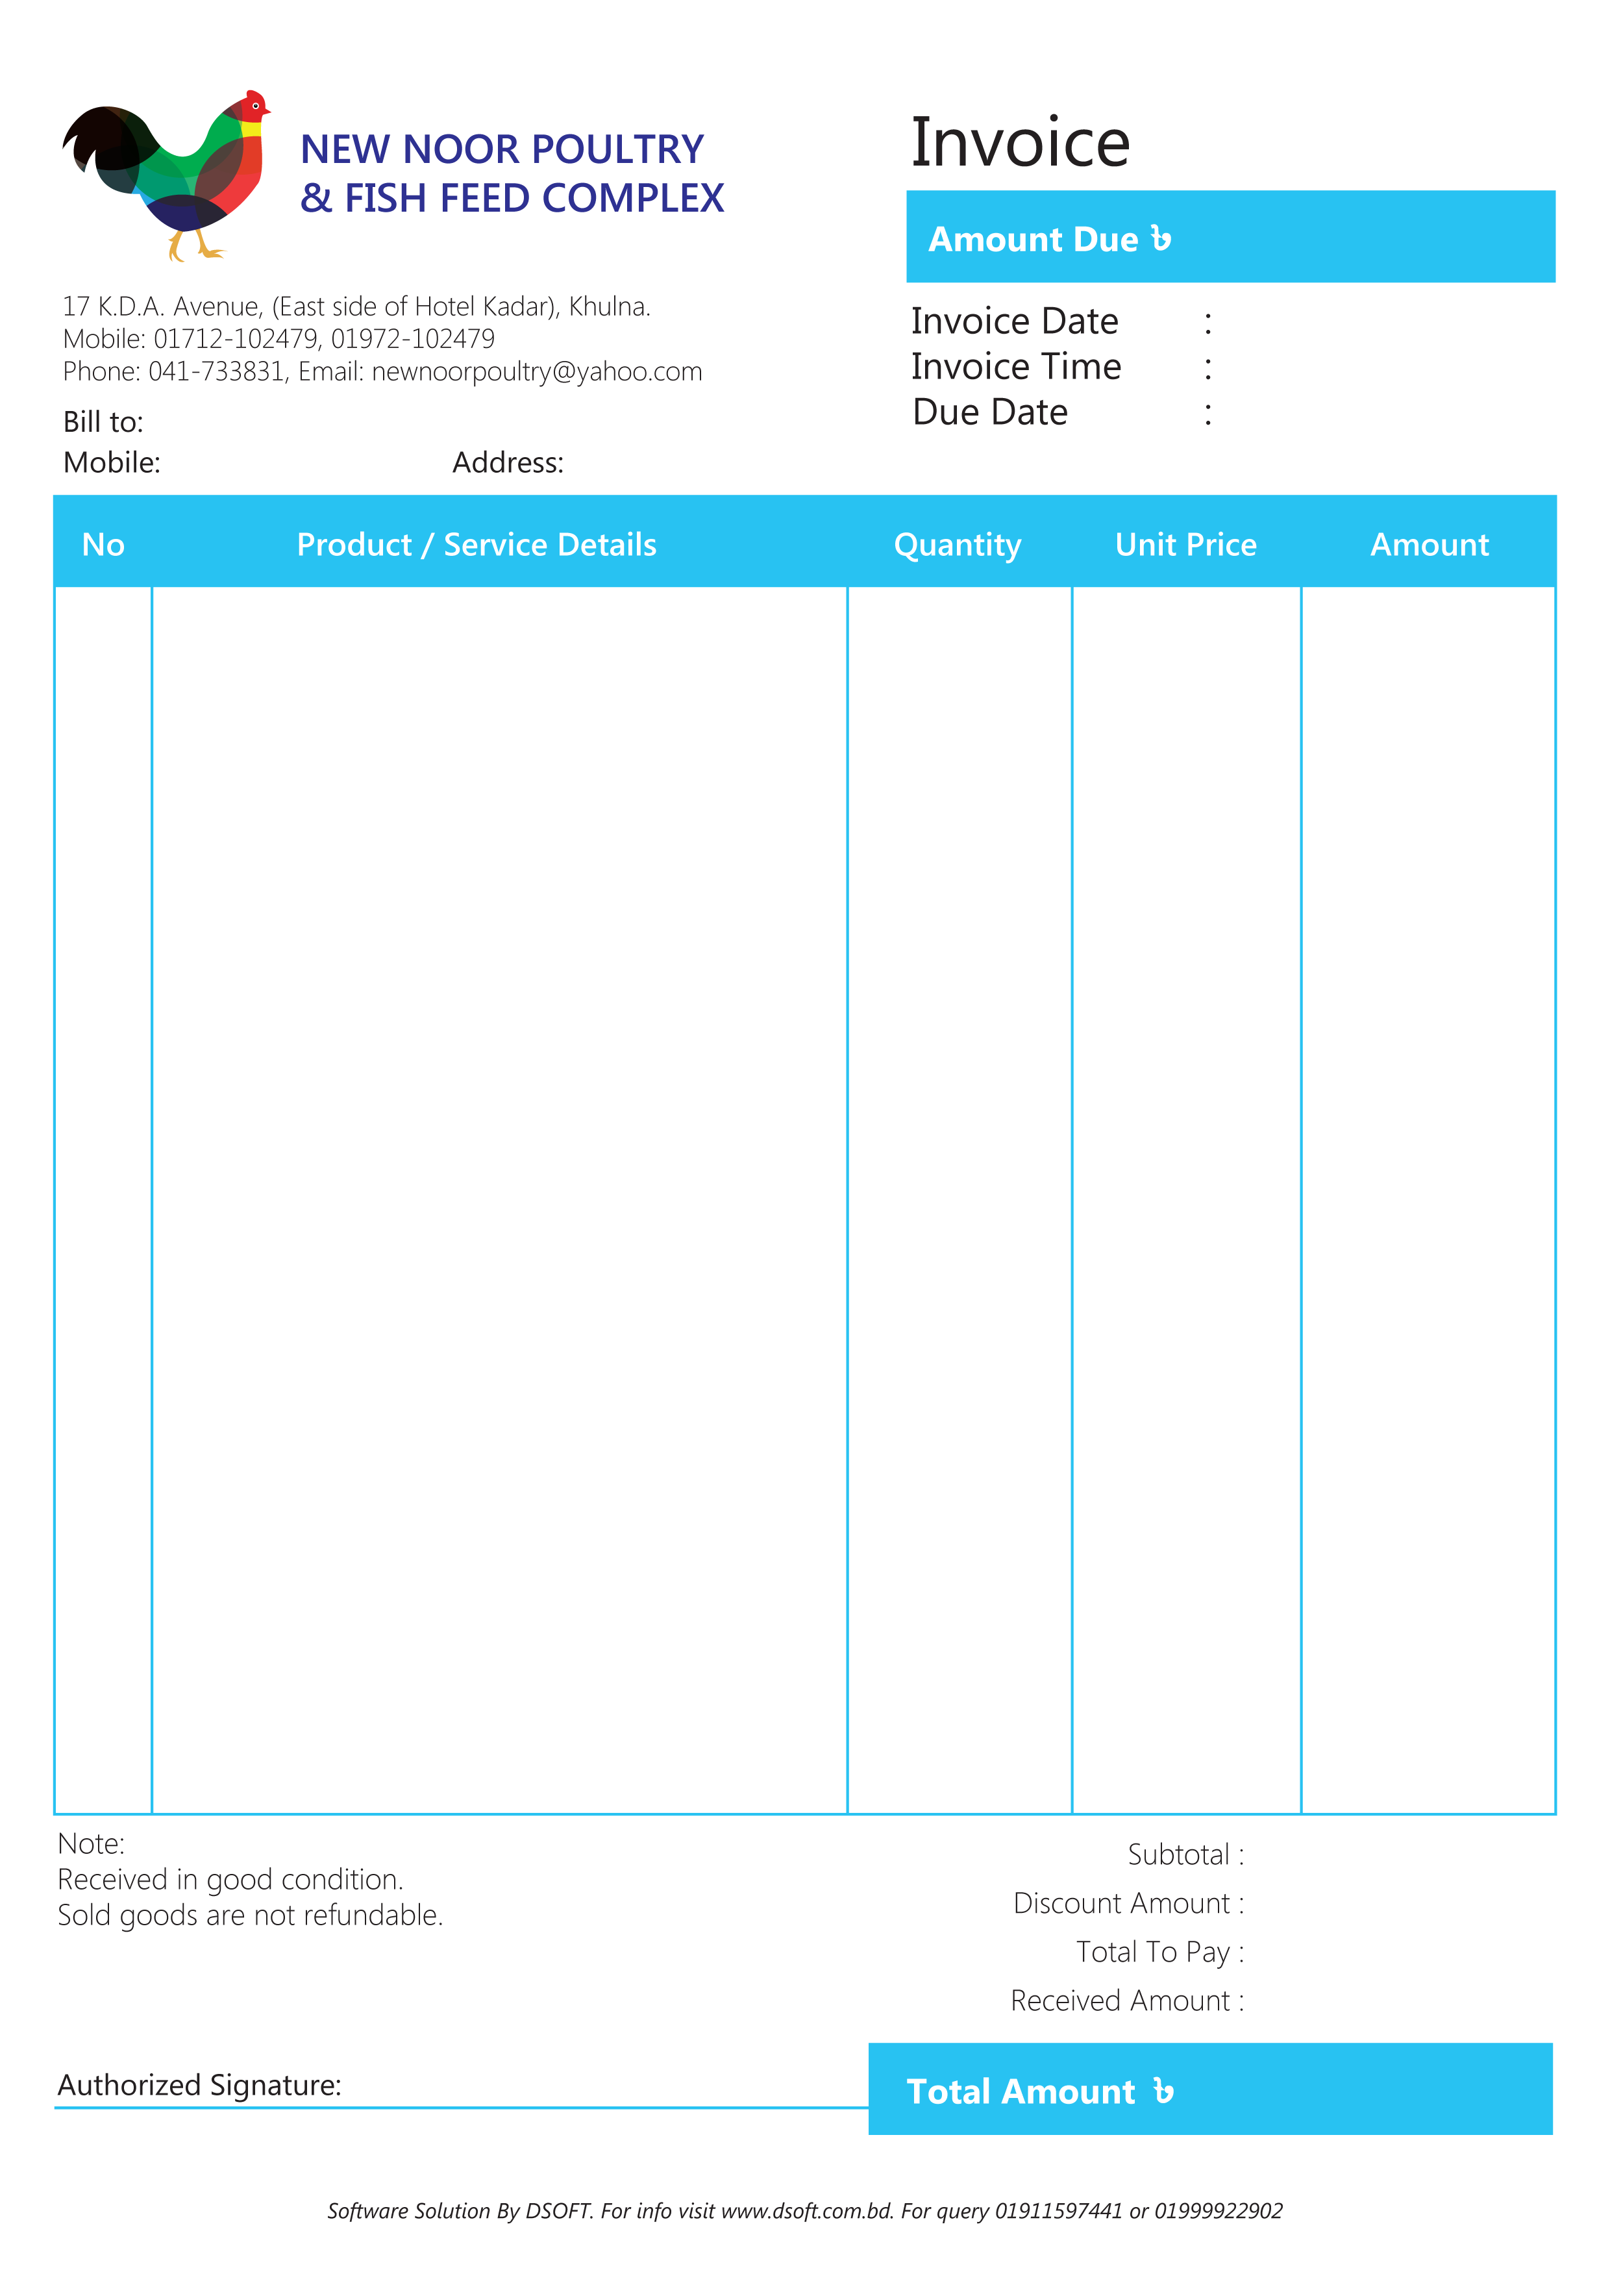 NEW NOOR POULTRY
& FISH FEED COMPLEX
17 K.D.A. Avenue, (East side of Hotel Kadar), Khulna.
Mobile: 01712-102479, 01972-102479
Phone: 041-733831, Email: newnoorpoultry@yahoo.com
Bill to:
Mobile: Address:
Invoice
Amount Due ৳
Invoice Date :
Invoice Time :
Due Date :
No Product / Service Details Quantity Unit Price Amount
Note:
Received in good condition.
Sold goods are not refundable.
Subtotal :
Discount Amount :
Total To Pay :
Received Amount :
Authorized Signature:
Total Amount ৳
Software Solution By DSOFT. For info visit www.dsoft.com.bd. For query 01911597441 or 01999922902